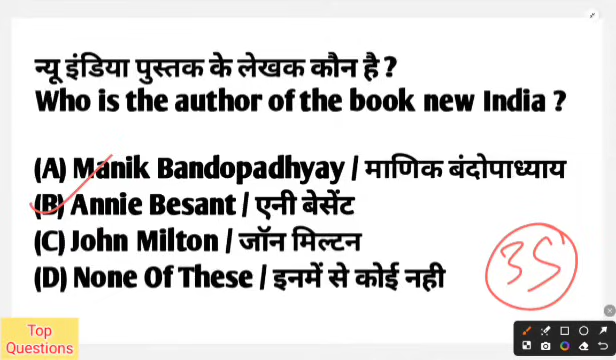 न्यू इंडिया पुस्तक के लेखक कौन है ?
Who is the author of the book new India ?
(A) Manik Bandopadhyay / माणिक बंदोपाध्याय
(B) Annie Besant / एनी बेसेंट
(C) John Milton / जॉन मिल्टन
(D) None Of These / इनमें से कोई नही
35
Top
Questions